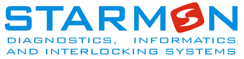 STARMON
DIAGNOSTICS, INFORMATICS
AND INTERLOCKING SYSTEMS